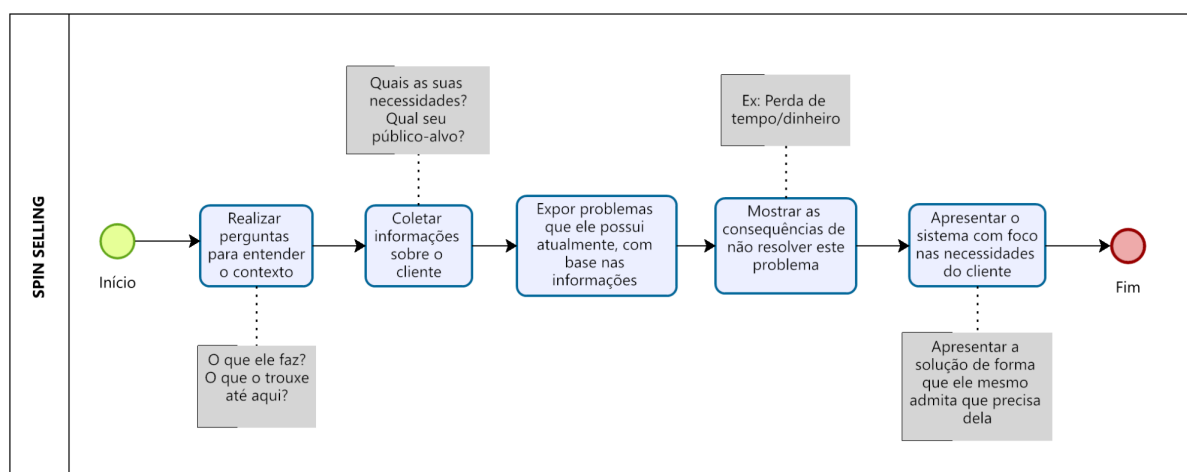 SPIN SELLING
Início
Realizar
perguntas
para entender
o contexto
O que ele faz?
O que o trouxe
até aqui?
Quais as suas
necessidades?
Qual seu
público-alvo?
Coletar
informações
sobre o
cliente
Expor problemas
que ele possui
atualmente, com
base nas
informações
Ex: Perda de
tempo/dinheiro
Mostrar as
consequências de
não resolver este
problema
Apresentar o
sistema com foco
nas necessidades
do cliente
Apresentar a
solução de forma
que ele mesmo
admita que precisa
dela
Fim